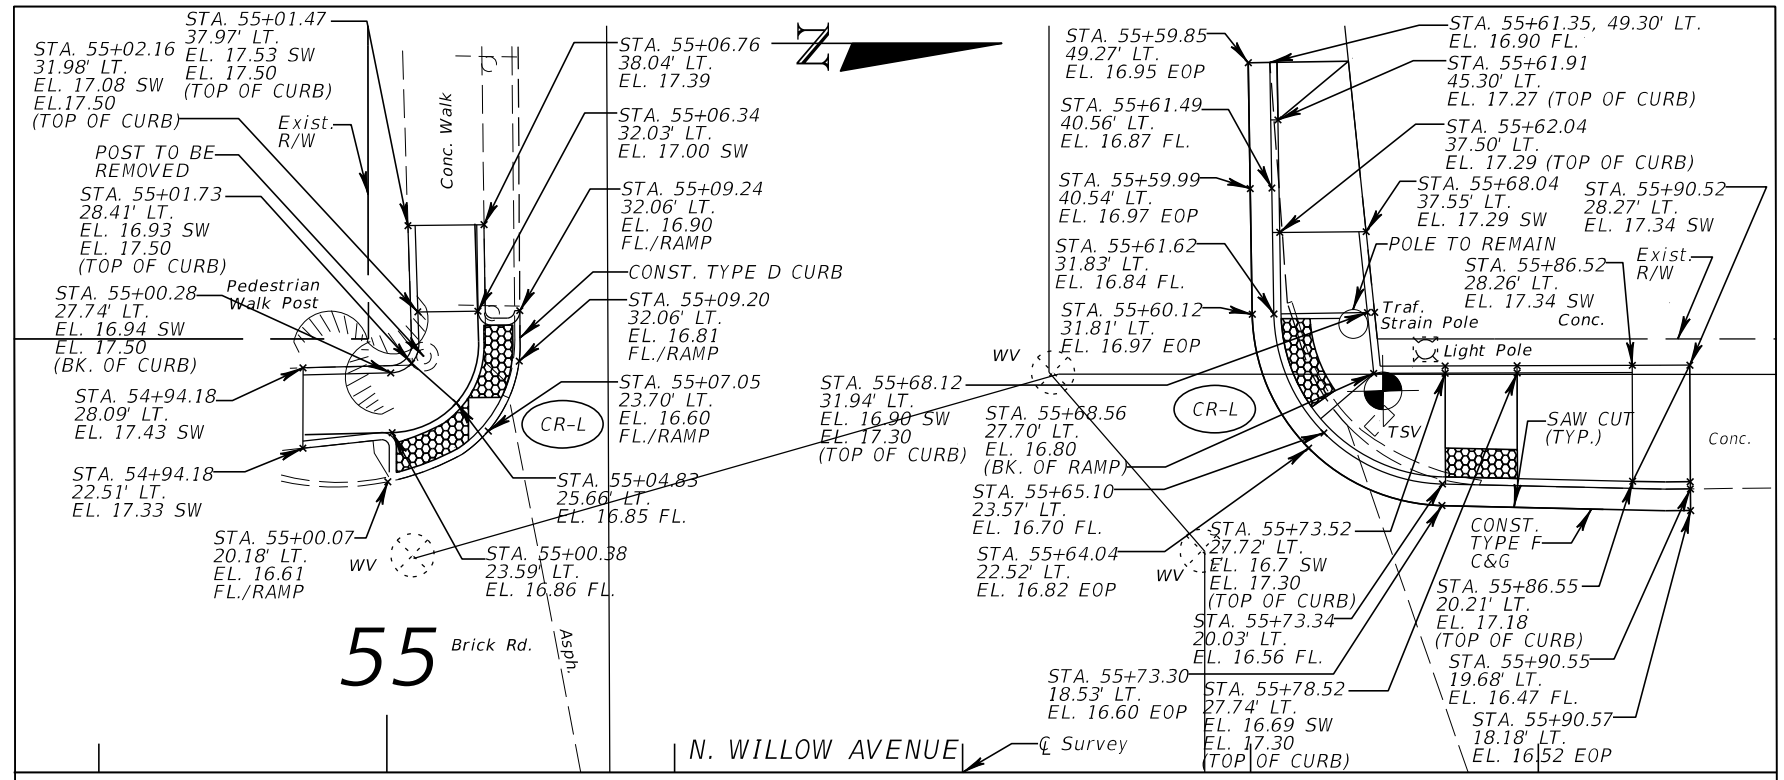 STA. 55+01.47
37.97' LT.
EL. 17.53 SW
EL. 17.50
(TOP OF CURB)
STA. 55+02.16
31.98' LT.
EL. 17.08 SW
EL.17.50
(TOP OF CURB)
Exist.
R/W
POST TO BE
REMOVED
STA. 55+01.73
28.41' LT.
EL. 16.93 SW
EL. 17.50
(TOP OF CURB)
Pedestrian
Walk Post
STA. 55+00.28
27.74' LT.
EL. 16.94 SW
EL. 17.50
(BK. OF CURB)
STA. 54+94.18
28.09' LT.
EL. 17.43 SW
STA. 54+94.18
22.51' LT.
EL. 17.33 SW
STA. 55+00.07
20.18' LT.
EL. 16.61
FL./RAMP
Conc. Walk
STA. 55+06.76
38.04' LT.
EL. 17.39
STA. 55+06.34
32.03' LT.
EL. 17.00 SW
STA. 55+09.24
32.06' LT.
EL. 16.90
FL./RAMP
CONST. TYPE D CURB
STA. 55+09.20
32.06' LT.
EL. 16.81
FL./RAMP
STA. 55+07.05
23.70' LT.
EL. 16.60
FL./RAMP
CR-L
STA. 55+04.83
25.66' LT.
EL. 16.85 FL.
STA. 55+00.38
23.59' LT.
EL. 16.86 FL.
WV
55
Brick Rd.
Asph.
N
STA. 55+59.85
49.27' LT.
EL. 16.95 EOP
STA. 55+61.49
40.56' LT.
EL. 16.87 FL.
STA. 55+59.99
40.54' LT.
EL. 16.97 EOP
STA. 55+61.62
31.83' LT.
EL. 16.84 FL.
STA. 55+60.12
31.81' LT.
EL. 16.97 EOP
WV
STA. 55+68.12
31.94' LT.
EL. 16.90 SW
EL. 17.30
(TOP OF CURB)
CR-L
STA. 55+68.56
27.70' LT.
EL. 16.80
(BK. OF RAMP)
STA. 55+65.10
23.57' LT.
EL. 16.70 FL.
STA. 55+64.04
22.52' LT.
EL. 16.82 EOP
WV
STA. 55+61.35, 49.30' LT.
EL. 16.90 FL.
STA. 55+61.91
45.30' LT.
EL. 17.27 (TOP OF CURB)
STA. 55+62.04
37.50' LT.
EL. 17.29 (TOP OF CURB)
STA. 55+68.04
37.55' LT.
EL. 17.29 SW
STA. 55+90.52
28.27' LT.
EL. 17.34 SW
POLE TO REMAIN
STA. 55+86.52
28.26' LT.
EL. 17.34 SW
Exist.
R/W
Traf.
Strain Pole
Conc.
Light Pole
TSV
SAW CUT
(TYP.)
Conc.
STA. 55+73.52
27.72' LT.
EL. 16.7 SW
EL. 17.30
(TOP OF CURB)
STA. 55+73.34
20.03' LT.
EL. 16.56 FL.
STA. 55+73.30
18.53' LT.
EL. 16.60 EOP
STA. 55+78.52
27.74' LT.
EL. 16.69 SW
EL. 17.30
(TOP OF CURB)
CONST.
TYPE F
C&G
STA. 55+86.55
20.21' LT.
EL. 17.18
(TOP OF CURB)
STA. 55+90.55
19.68' LT.
EL. 16.47 FL.
STA. 55+90.57
18.18' LT.
EL. 16.52 EOP
N. WILLOW AVENUE
℄ Survey